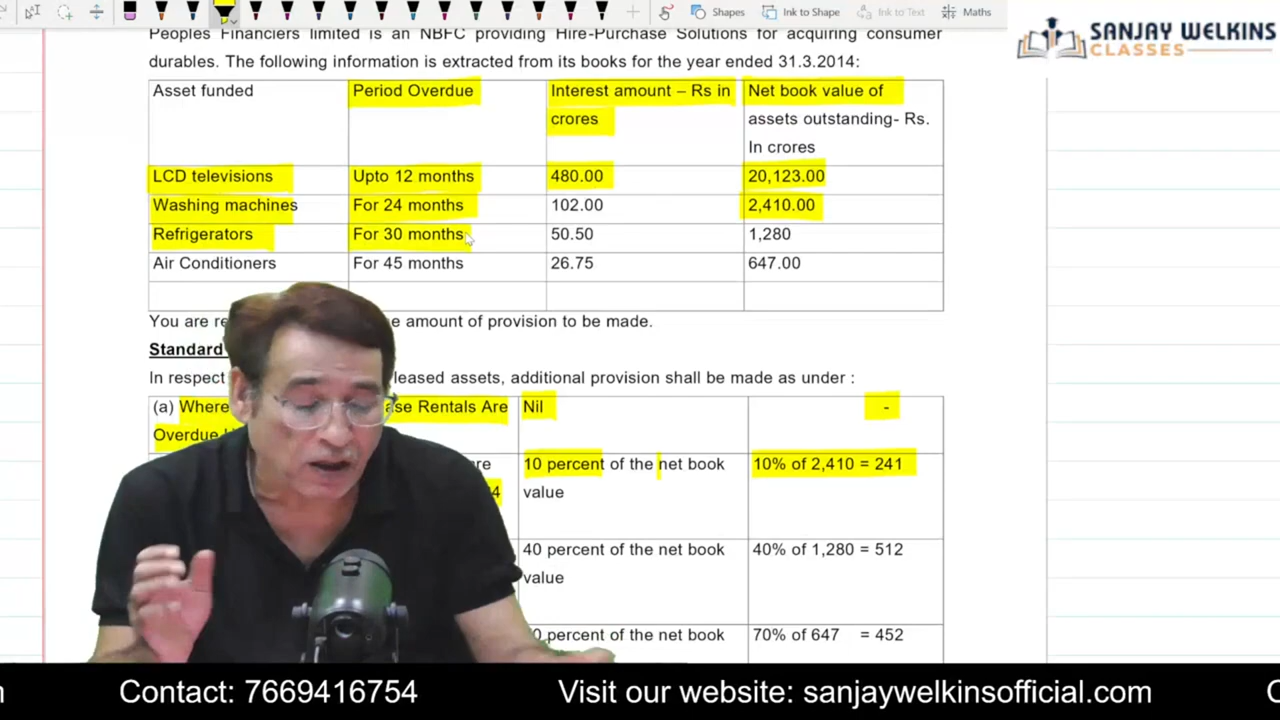 Shapes Ink to Shape Ink to Text Maths
SANJAY WELKINS
CLASSES
Peoples Financiers limited is an NBFC providing Hire-Purchase Solutions for acquiring consumer
durables. The following information is extracted from its books for the year ended 31.3.2014:
Asset funded Period Overdue Interest amount – Rs in Net book value of
crores assets outstanding- Rs.
In crores
LCD televisions Upto 12 months 480.00 20,123.00
Washing machines For 24 months 102.00 2,410.00
Refrigerators For 30 months 50.50 1,280
Air Conditioners For 45 months 26.75 647.00
You are amount of provision to be made.
Standard
In respect leased assets, additional provision shall be made as under :
(a) Where Rentals Are Nil -
Overdue
10 percent of the net book 10% of 2,410 = 241
value
40 percent of the net book 40% of 1,280 = 512
value
percent of the net book 70% of 647 = 452
Contact: 7669416754 Visit our website: sanjaywelkinsofficial.com